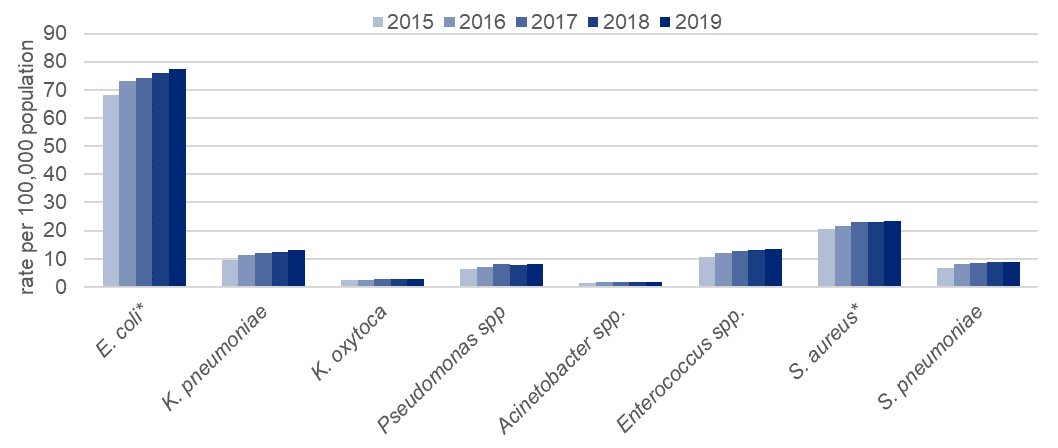 2015 2016 2017 2018 2019
rate per 100,000 population
90
80
70
60
50
40
30
20
10
0
E. coli*
K. pneumoniae
K. oxytoca
Pseudomonas spp
Acinetobacter spp.
Enterococcus spp.
S. aureus*
S. pneumoniae